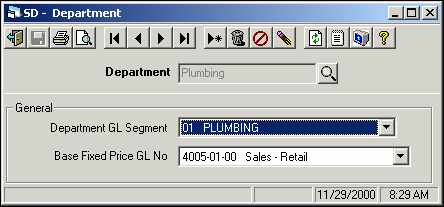 SD - Department
Department Plumbing
General
Department GL Segment 01 PLUMBING
Base Fixed Price GL No 4005-01-00 Sales - Retail
11/29/2000 8:29 AM